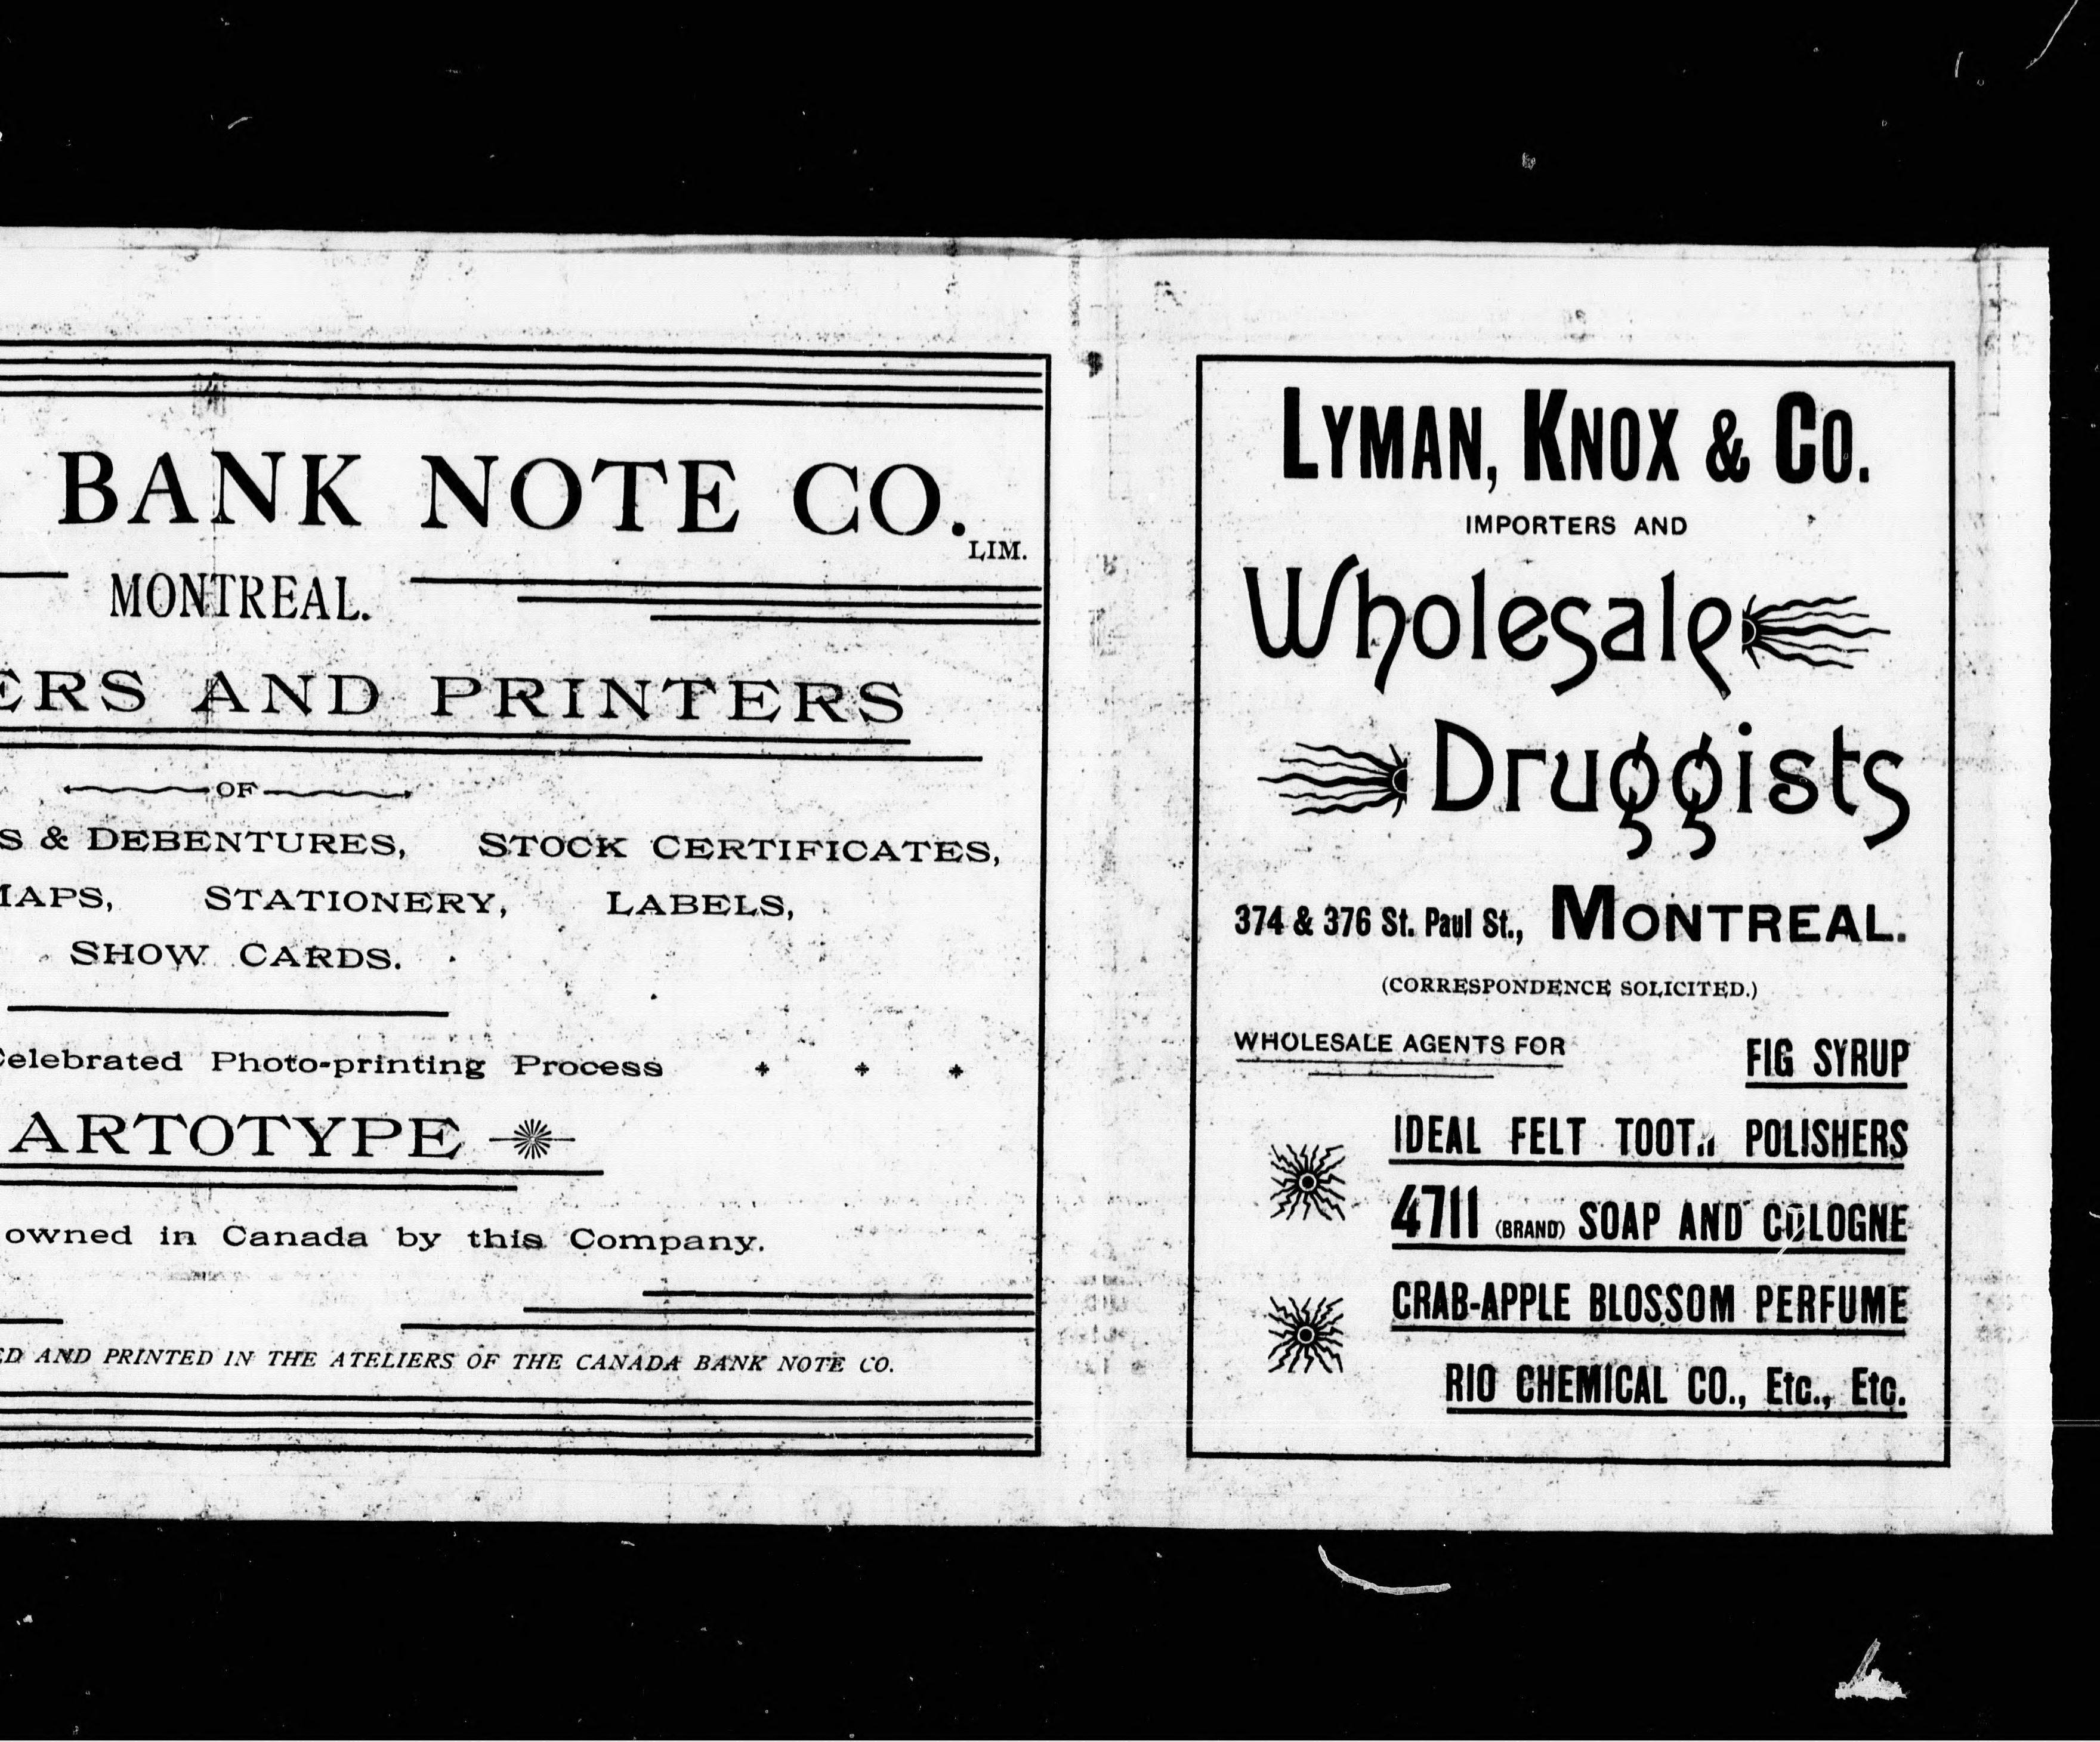 BANK NOTE CO. LIM.
MONTREAL.
ERS AND PRINTERS
OF
S & DEBENTURES, STOCK CERTIFICATES,
MAPS, STATIONERY, LABELS,
SHOW CARDS.
Celebrated Photo-printing Process
ARTOTYPE
owned in Canada by this Company.
ED AND PRINTED IN THE ATELIERS OF THE CANADA BANK NOTE CO.
LYMAN, KNOX & CO.
IMPORTERS AND
Wholesale
Druggists
374 & 376 St. Paul St., MONTREAL.
(CORRESPONDENCE SOLICITED.)
WHOLESALE AGENTS FOR FIG SYRUP
IDEAL FELT TOOTH POLISHERS
4711 (BRAND) SOAP AND COLOGNE
CRAB-APPLE BLOSSOM PERFUME
RIO CHEMICAL CO., Etc., Etc.